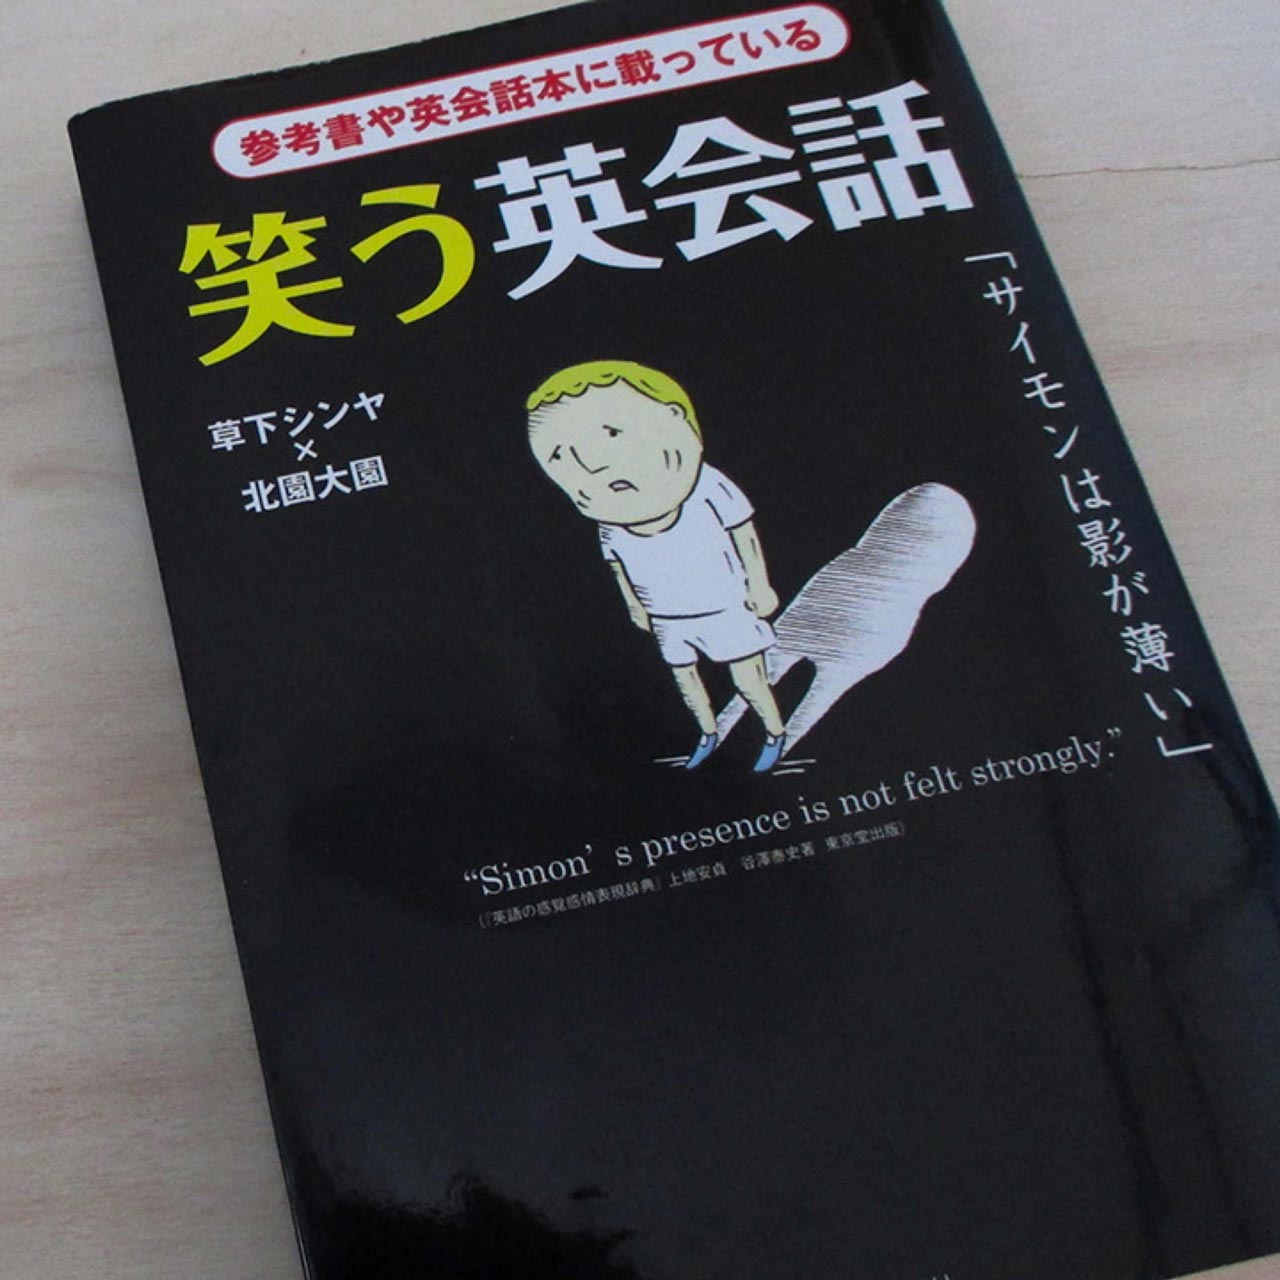 参考書や英会話本に載っている
笑う英会話
草下シンヤ
×
北園大園
「サイモンは影が薄い」
“Simon’s presence is not felt strongly.”
(『英語の感覚感情表現辞典』上地安貞／谷澤泰史著 東京堂出版)